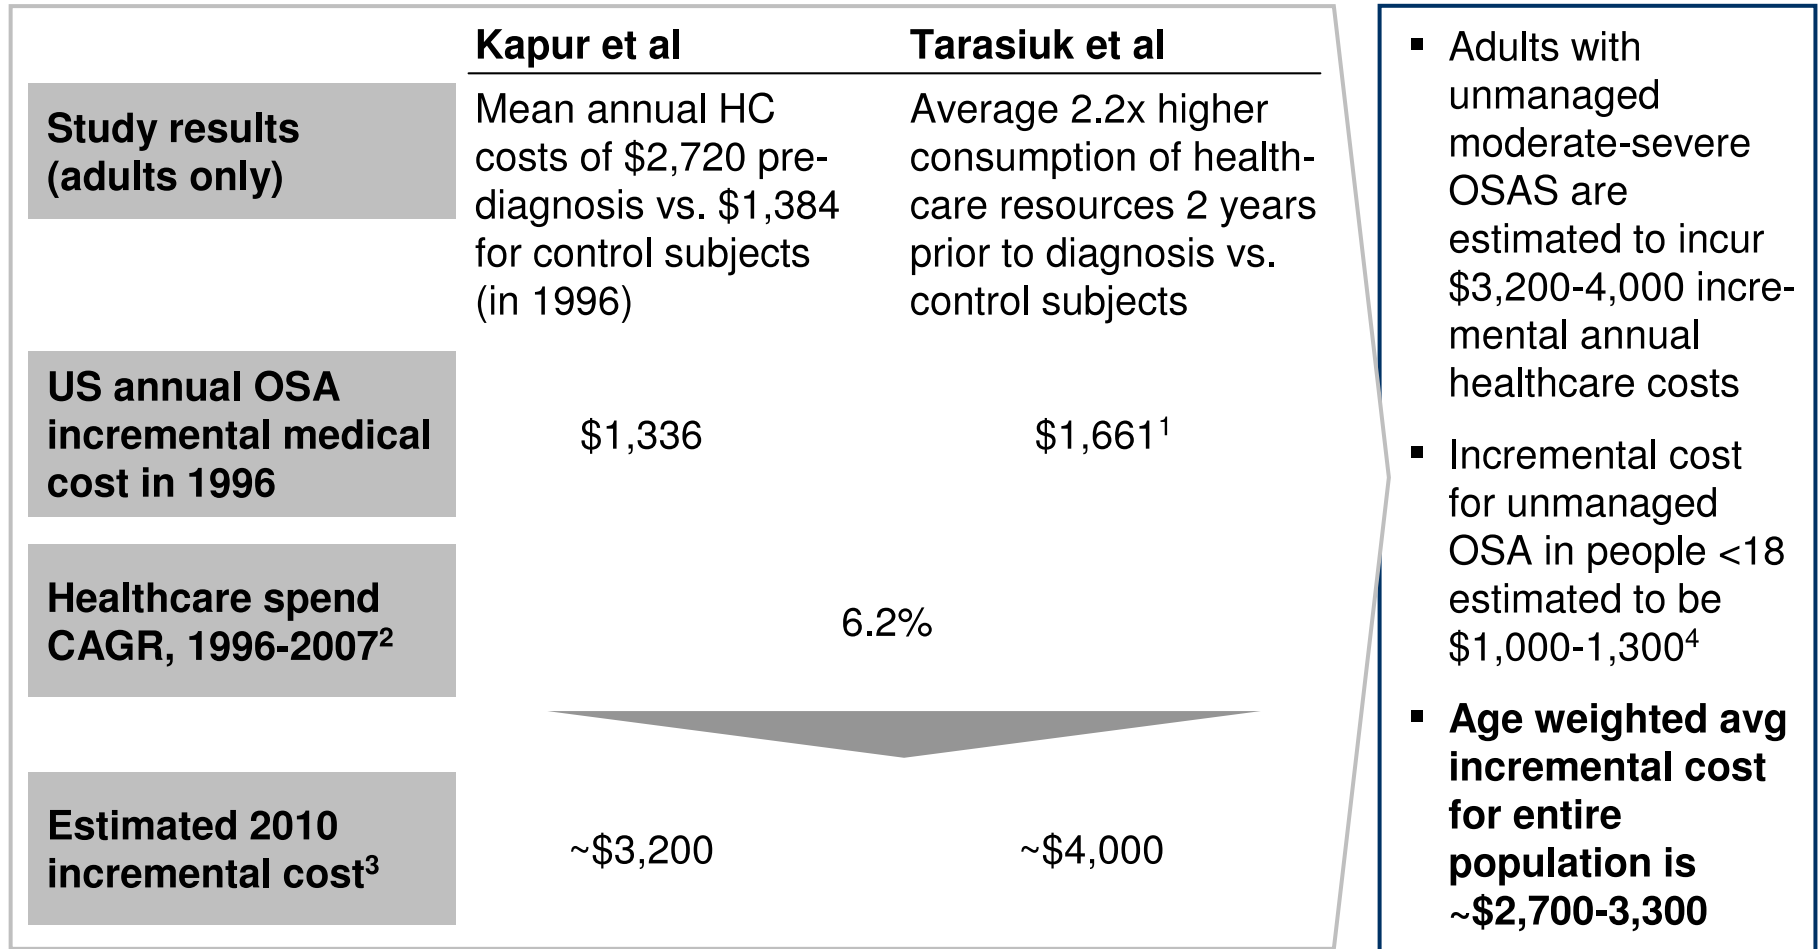 Kapur et al
Tarasiuk et al
Study results
(adults only)
Mean annual HC
costs of $2,720 pre-
diagnosis vs. $1,384
for control subjects
(in 1996)
Average 2.2x higher
consumption of health-
care resources 2 years
prior to diagnosis vs.
control subjects
US annual OSA
incremental medical
cost in 1996
$1,336
$1,661¹
Healthcare spend
CAGR, 1996-2007²
6.2%
Estimated 2010
incremental cost³
~$3,200
~$4,000
▪ Adults with
unmanaged
moderate-severe
OSAS are
estimated to incur
$3,200-4,000 incre-
mental annual
healthcare costs
▪ Incremental cost
for unmanaged
OSA in people <18
estimated to be
$1,000-1,300⁴
▪ Age weighted avg
incremental cost
for entire
population is
~$2,700-3,300